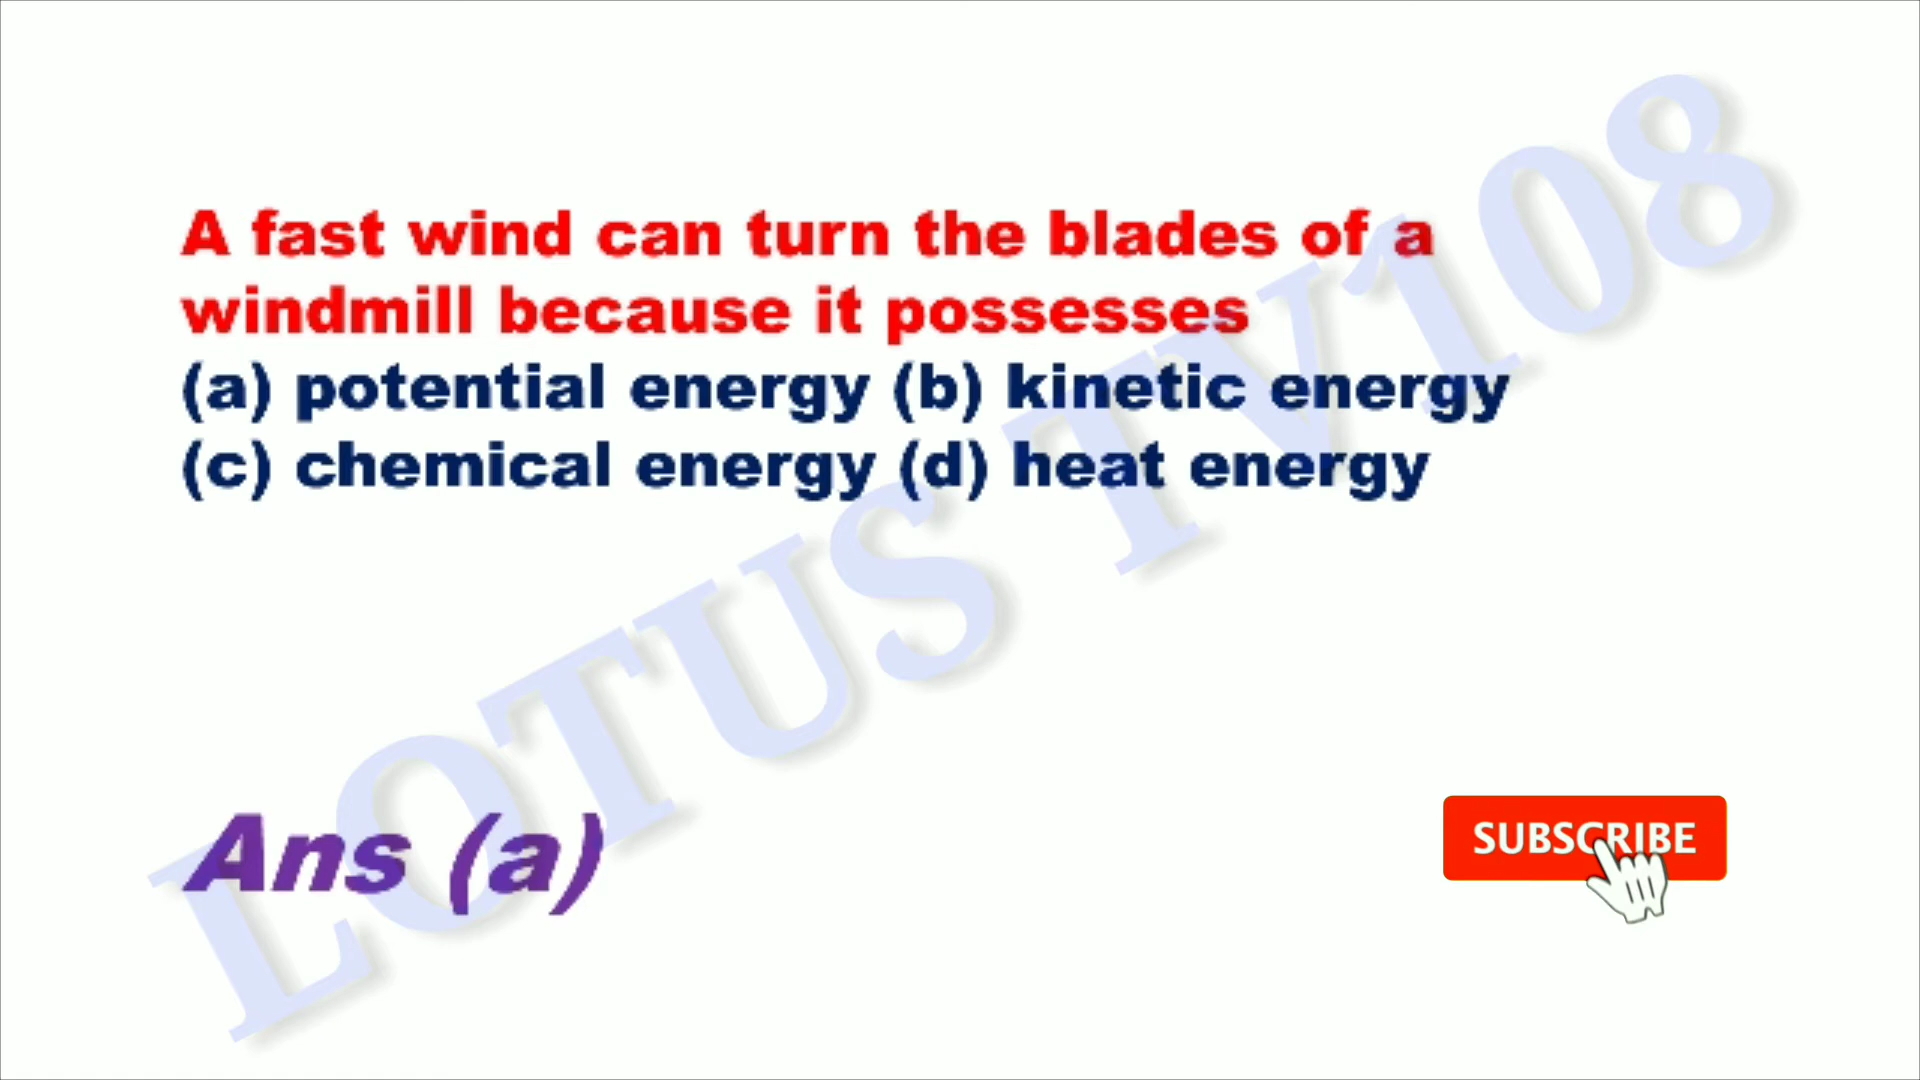 A fast wind can turn the blades of a
windmill because it possesses
(a) potential energy (b) kinetic energy
(c) chemical energy (d) heat energy
LOTUS TV108
Ans (a)
SUBSCRIBE